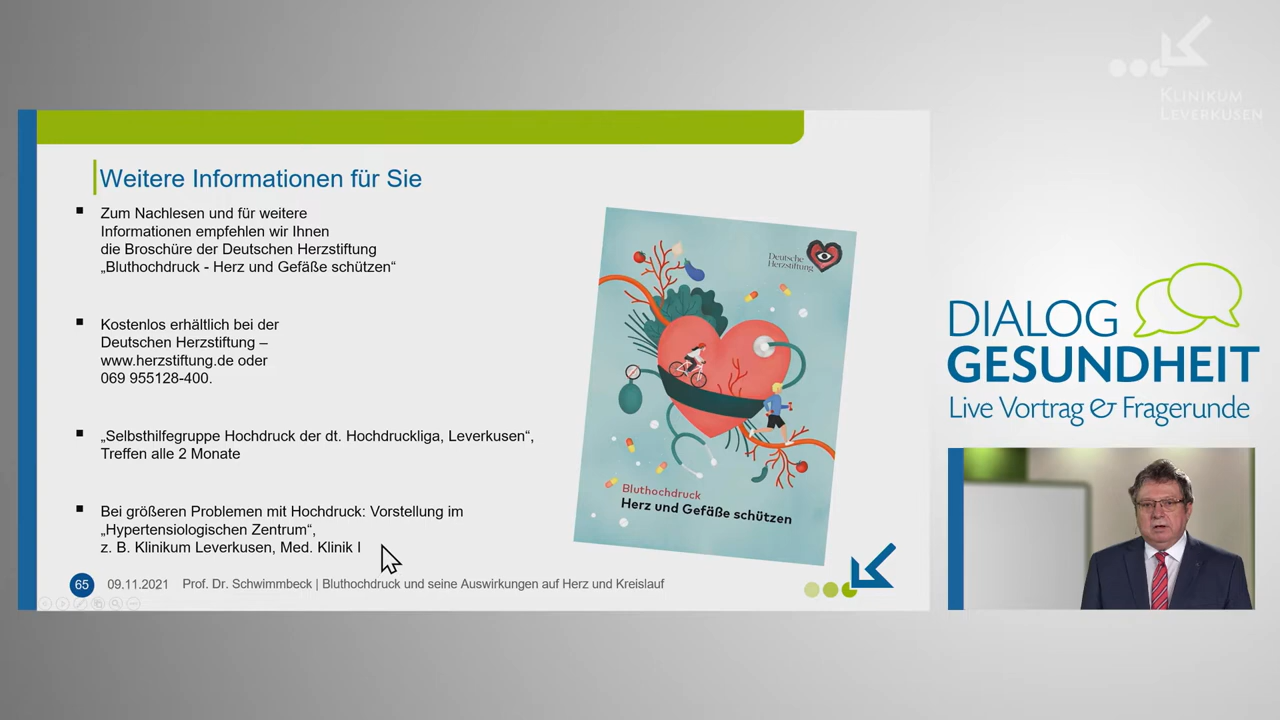 KLINIKUM
LEVERKUSEN
Weitere Informationen für Sie
Zum Nachlesen und für weitere
Informationen empfehlen wir Ihnen
die Broschüre der Deutschen Herzstiftung
„Bluthochdruck - Herz und Gefäße schützen“
Kostenlos erhältlich bei der
Deutschen Herzstiftung –
www.herzstiftung.de oder
069 955128-400.
„Selbsthilfegruppe Hochdruck der dt. Hochdruckliga, Leverkusen“,
Treffen alle 2 Monate
Bei größeren Problemen mit Hochdruck: Vorstellung im
„Hypertensiologischen Zentrum“,
z. B. Klinikum Leverkusen, Med. Klinik I
65 09.11.2021 Prof. Dr. Schwimmbeck | Bluthochdruck und seine Auswirkungen auf Herz und Kreislauf
Deutsche
Herzstiftung
Bluthochdruck
Herz und Gefäße schützen
DIALOG
GESUNDHEIT
Live Vortrag & Fragerunde